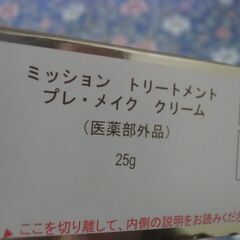 ミッション　トリートメント
プレ・メイク　クリーム
（医薬部外品）
25g
▲ここを切り離して、内側の説明をお読みくださ